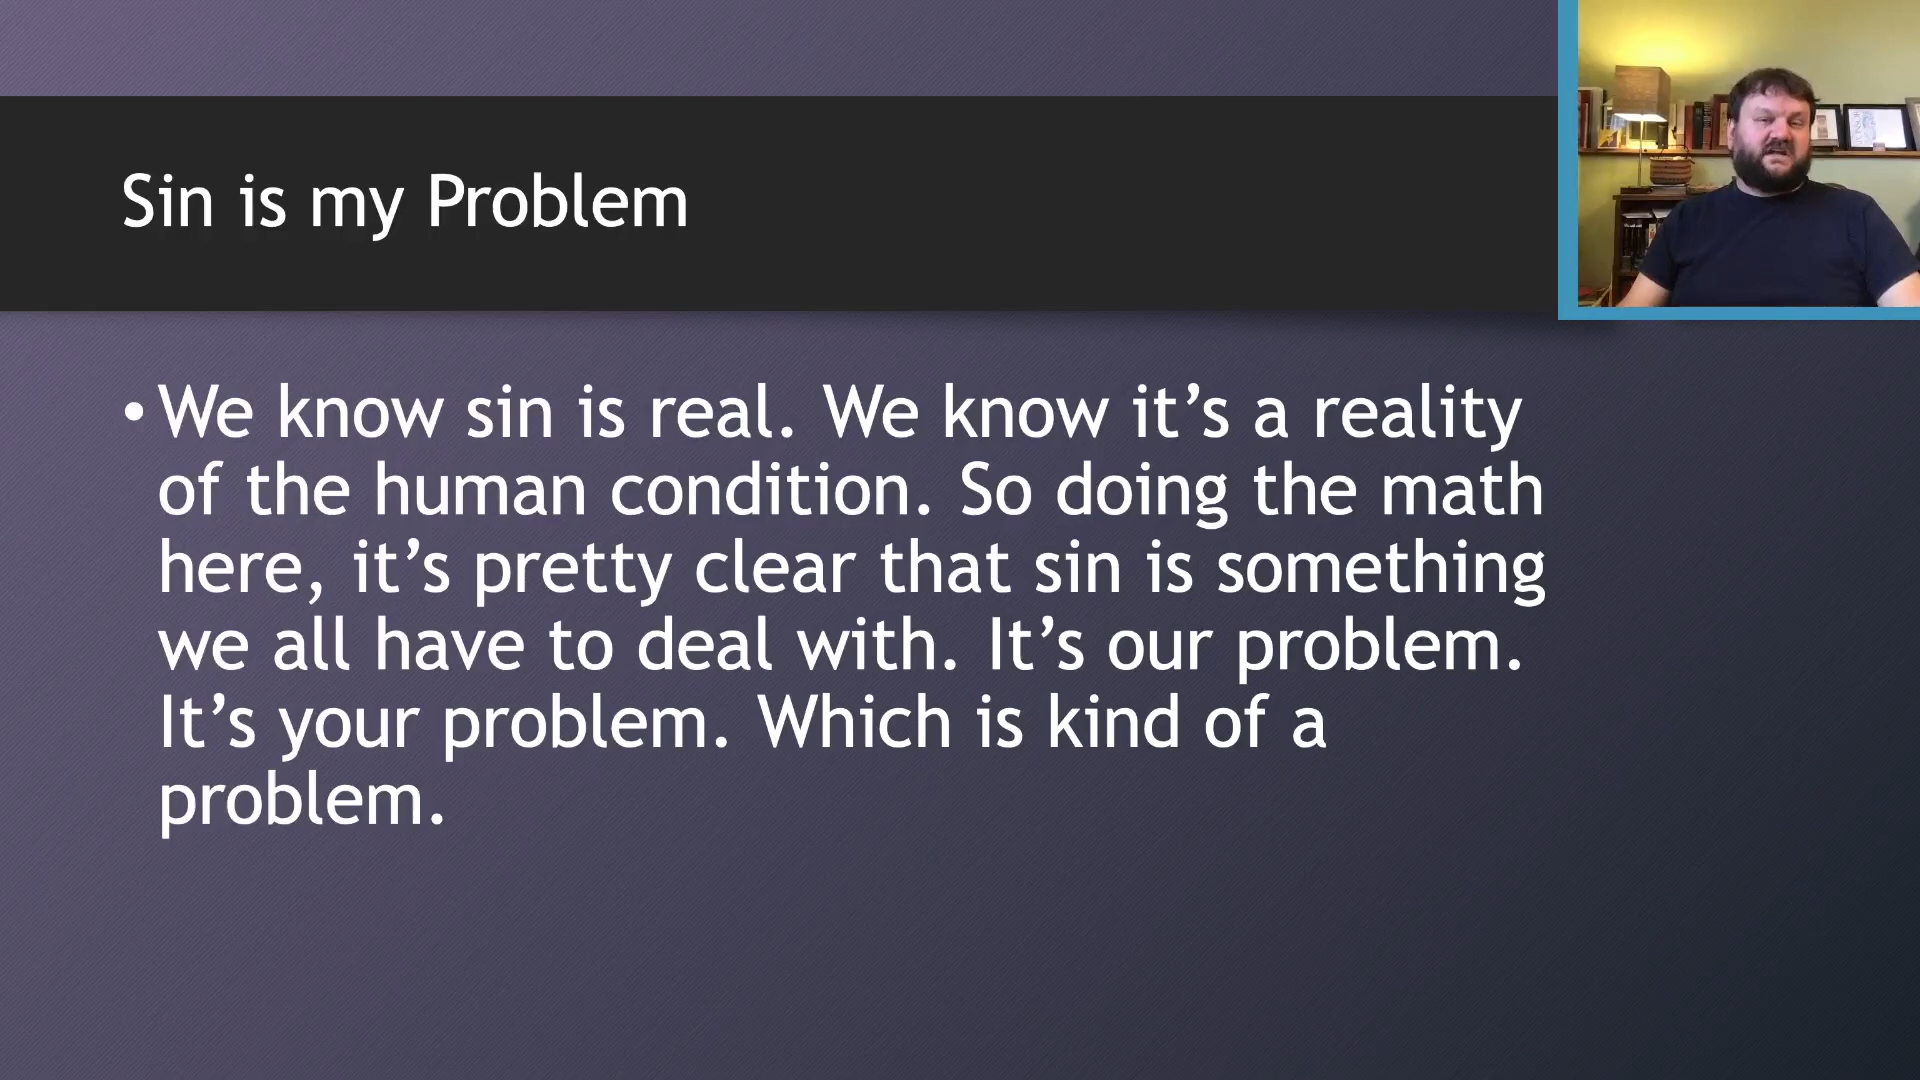 Sin is my Problem
• We know sin is real. We know it’s a reality
of the human condition. So doing the math
here, it’s pretty clear that sin is something
we all have to deal with. It’s our problem.
It’s your problem. Which is kind of a
problem.